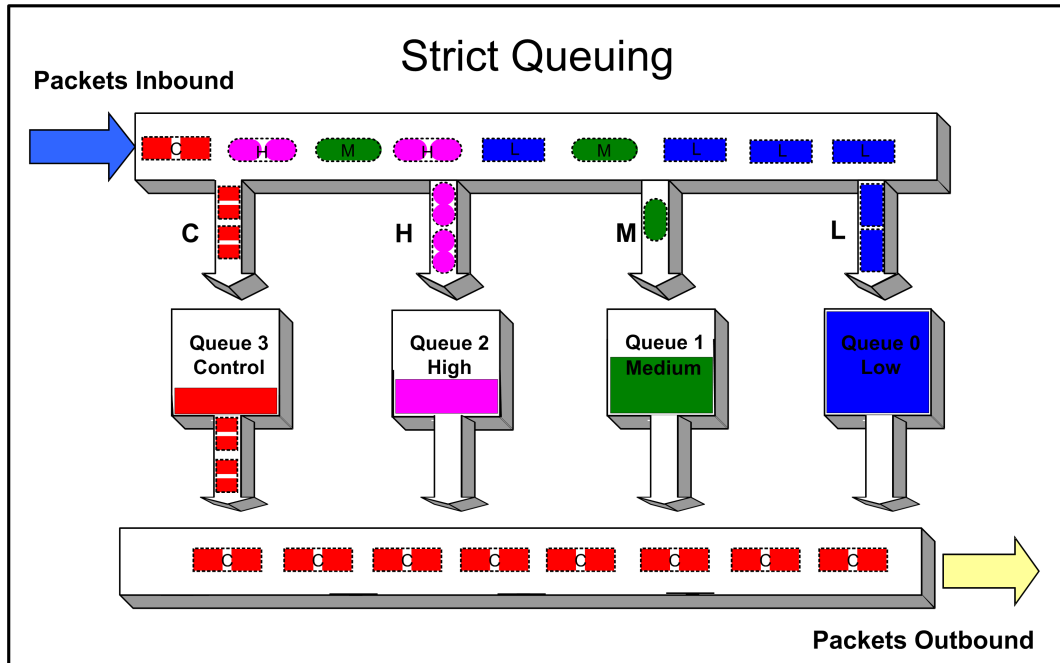 Strict Queuing
Packets Inbound
C H M H L M L L L
C H M L
Queue 3 Queue 2 Queue 1 Queue 0
Control High Medium Low
C C C C C C C C
Packets Outbound